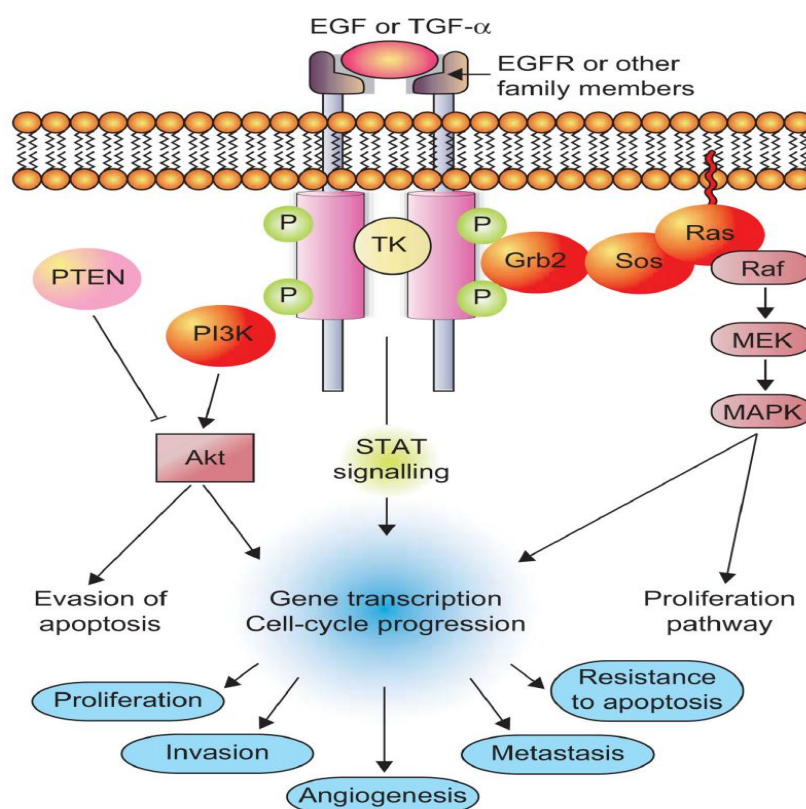 EGF or TGF-α
EGFR or other
family members
P
P
TK
P
P
Grb2
Sos
Ras
Raf
MEK
MAPK
PTEN
PI3K
Akt
STAT
signalling
Evasion of
apoptosis
Gene transcription
Cell-cycle progression
Proliferation
pathway
Proliferation
Invasion
Angiogenesis
Metastasis
Resistance
to apoptosis